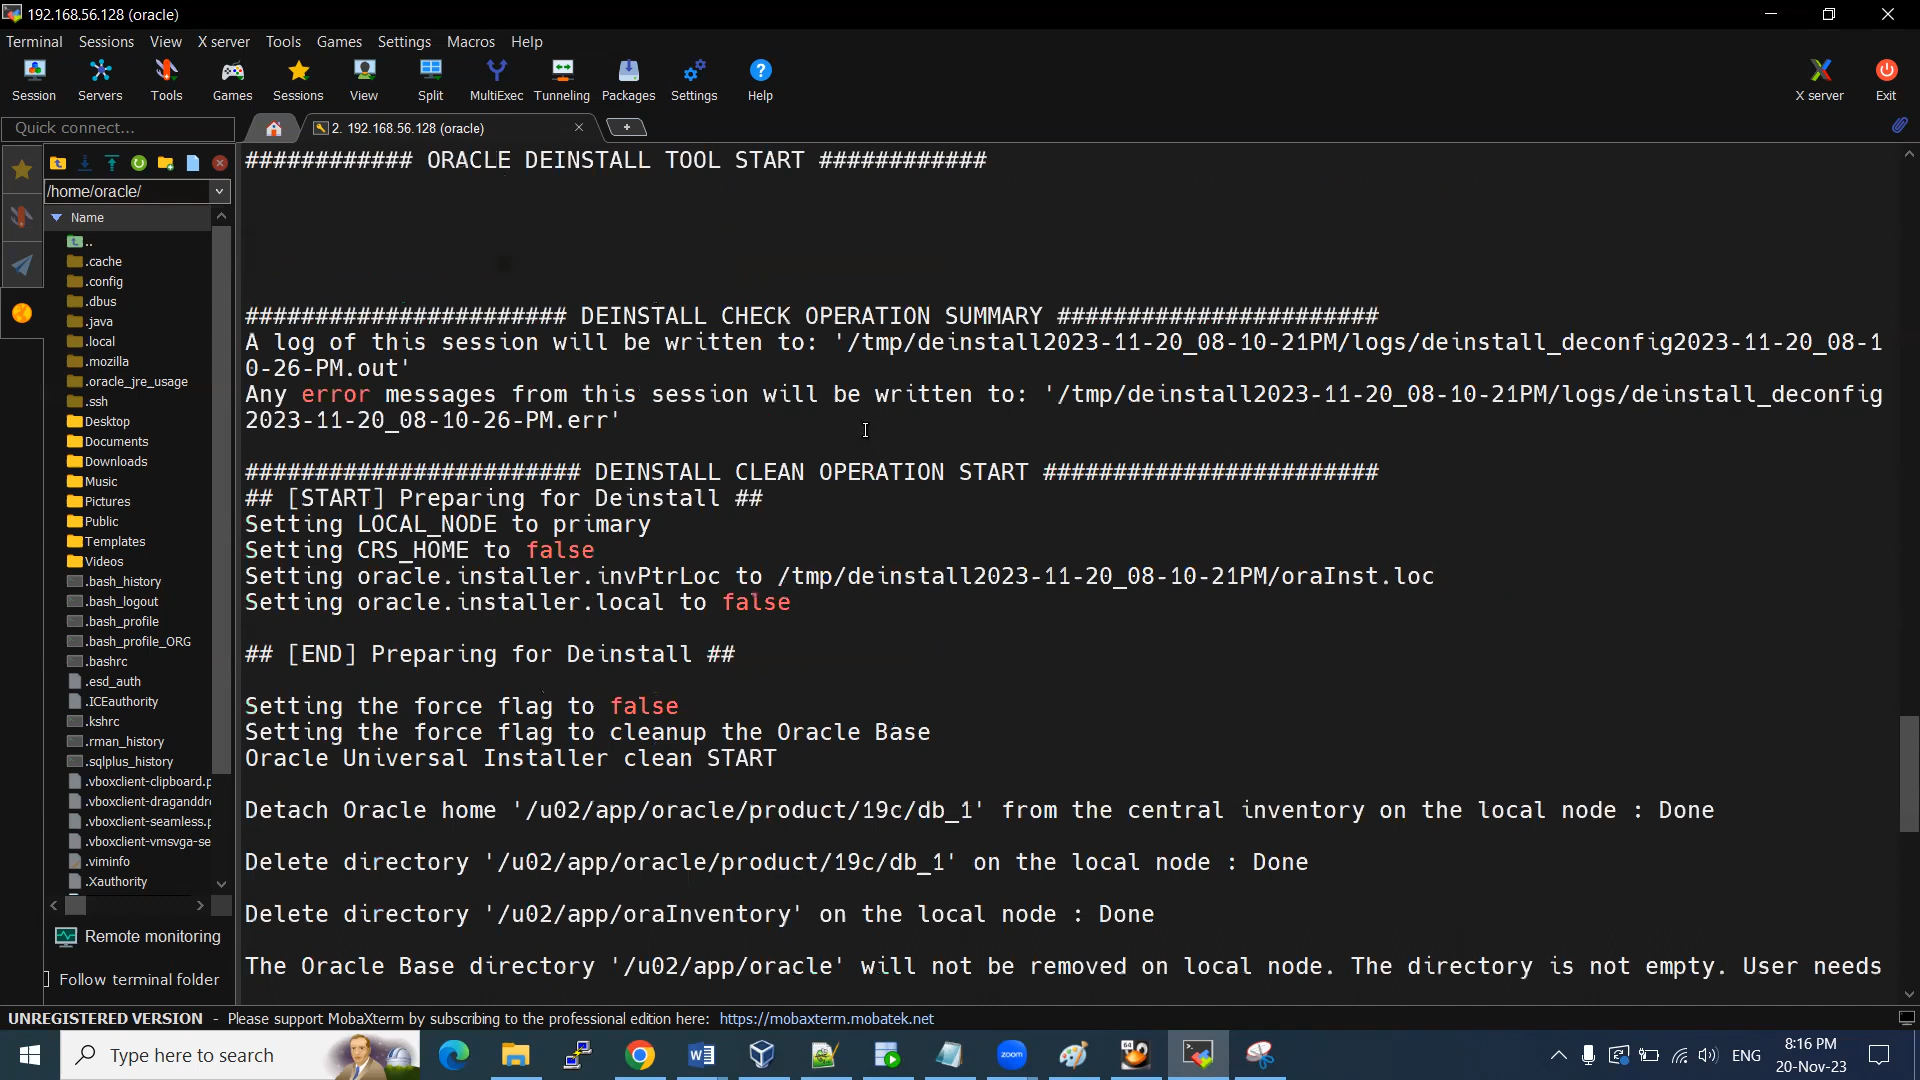 192.168.56.128 (oracle)
Terminal Sessions View X server Tools Games Settings Macros Help
Session Servers Tools Games Sessions View Split MultiExec Tunneling Packages Settings Help X server Exit
Quick connect...
2. 192.168.56.128 (oracle)
/home/oracle/
Name
..
.cache
.config
.dbus
.java
.local
.mozilla
.oracle_jre_usage
.ssh
Desktop
Documents
Downloads
Music
Pictures
Public
Templates
Videos
.bash_history
.bash_logout
.bash_profile
.bash_profile_ORG
.bashrc
.esd_auth
.ICEauthority
.kshrc
.rman_history
.sqlplus_history
.vboxclient-clipboard.p
.vboxclient-draganddr
.vboxclient-seamless.p
.vboxclient-vmsvga-se
.viminfo
.Xauthority
Remote monitoring
Follow terminal folder
############ ORACLE DEINSTALL TOOL START ############
####################### DEINSTALL CHECK OPERATION SUMMARY #######################
A log of this session will be written to: '/tmp/deinstall2023-11-20_08-10-21PM/logs/deinstall_deconfig2023-11-20_08-1
0-26-PM.out'
Any error messages from this session will be written to: '/tmp/deinstall2023-11-20_08-10-21PM/logs/deinstall_deconfig
2023-11-20_08-10-26-PM.err'
######################## DEINSTALL CLEAN OPERATION START ########################
## [START] Preparing for Deinstall ##
Setting LOCAL_NODE to primary
Setting CRS_HOME to false
Setting oracle.installer.invPtrLoc to /tmp/deinstall2023-11-20_08-10-21PM/oraInst.loc
Setting oracle.installer.local to false
## [END] Preparing for Deinstall ##
Setting the force flag to false
Setting the force flag to cleanup the Oracle Base
Oracle Universal Installer clean START
Detach Oracle home '/u02/app/oracle/product/19c/db_1' from the central inventory on the local node : Done
Delete directory '/u02/app/oracle/product/19c/db_1' on the local node : Done
Delete directory '/u02/app/oraInventory' on the local node : Done
The Oracle Base directory '/u02/app/oracle' will not be removed on local node. The directory is not empty. User needs
UNREGISTERED VERSION - Please support MobaXterm by subscribing to the professional edition here: https://mobaxterm.mobatek.net
Type here to search
zoom
64
ENG
8:16 PM
20-Nov-23